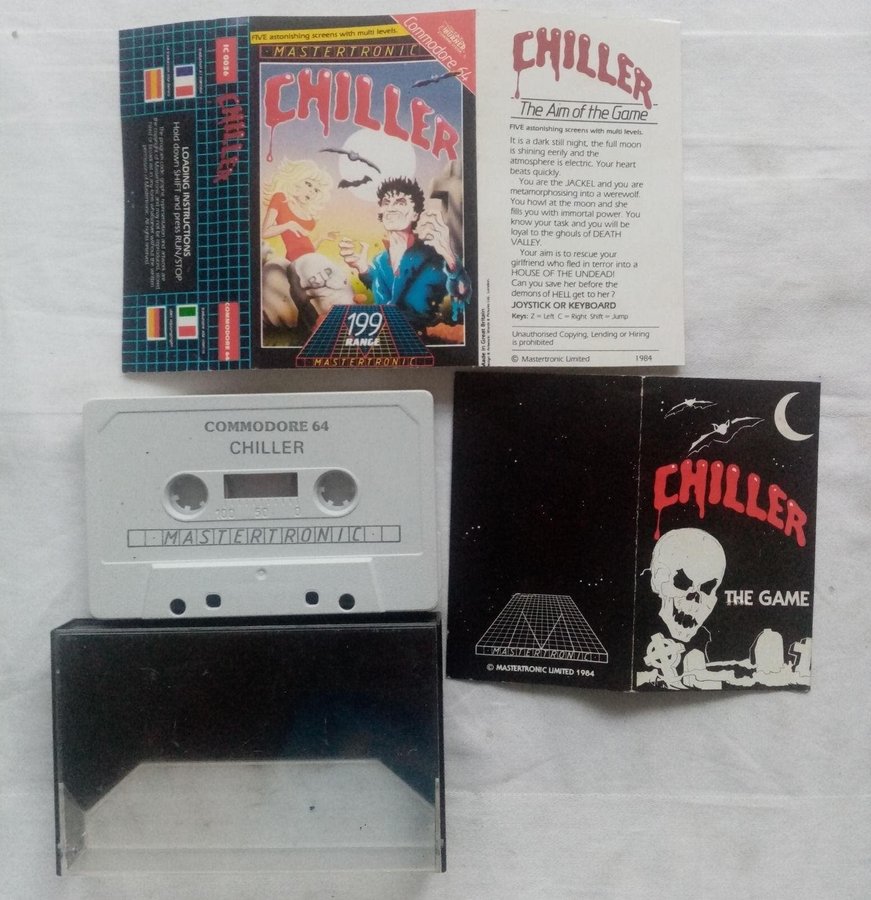 IC 0036
CHILLER
COMMODORE 64
LOADING INSTRUCTIONS
Hold down SHIFT and press RUN/STOP
FIVE astonishing screens with multi levels.
Commodore 64
MASTERTRONIC
CHILLER
199
RANGE
MASTERTRONIC
Made in Great Britain
CHILLER
The Aim of the Game
FIVE astonishing screens with multi levels.
It is a dark still night, the full moon
is shining eerily and the
atmosphere is electric. Your heart
beats quickly.
You are the JACKEL and you are
metamorphosising into a werewolf.
You howl at the moon and she
fills you with immortal power. You
know your task and you will be
loyal to the ghouls of DEATH
VALLEY.
Your aim is to rescue your
girlfriend who fled in terror into a
HOUSE OF THE UNDEAD!
Can you save her before the
demons of HELL get to her?
JOYSTICK OR KEYBOARD
Keys: Z = Left C = Right Shift = Jump
Unauthorised Copying, Lending or Hiring
is prohibited
© Mastertronic Limited 1984
COMMODORE 64
CHILLER
100 50 0
MASTERTRONIC
MASTERTRONIC
© MASTERTRONIC LIMITED 1984
CHILLER
THE GAME